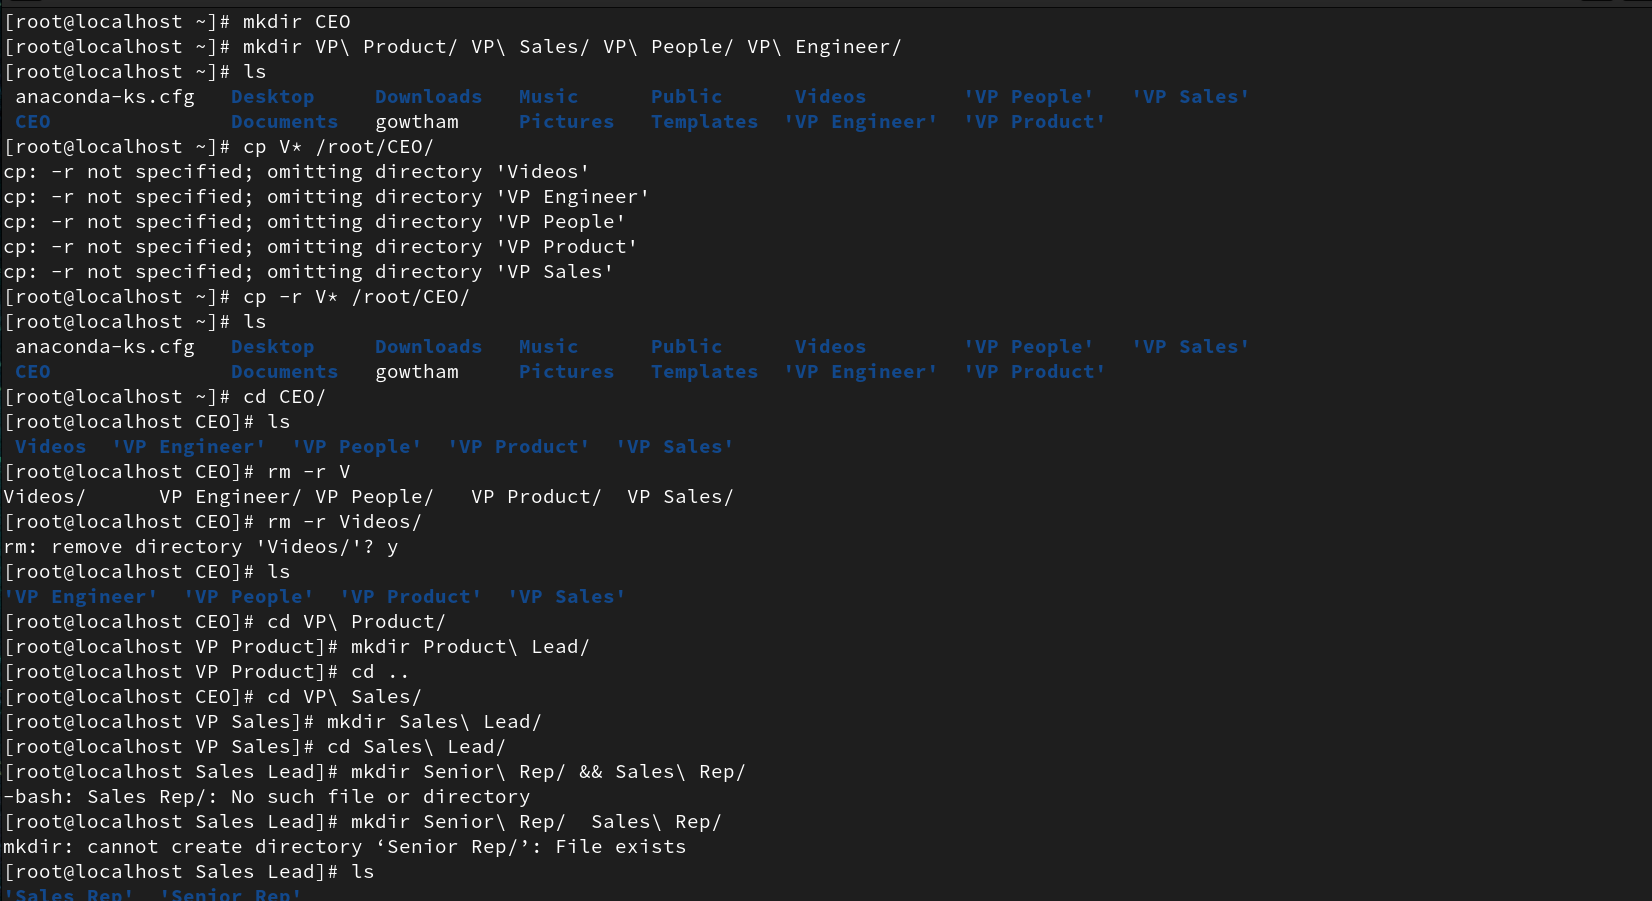 [root@localhost ~]# mkdir CEO
[root@localhost ~]# mkdir VP\ Product/ VP\ Sales/ VP\ People/ VP\ Engineer/
[root@localhost ~]# ls
 anaconda-ks.cfg   Desktop     Downloads   Music      Public      Videos        'VP People'   'VP Sales'
 CEO               Documents   gowtham     Pictures   Templates  'VP Engineer'  'VP Product'
[root@localhost ~]# cp V* /root/CEO/
cp: -r not specified; omitting directory 'Videos'
cp: -r not specified; omitting directory 'VP Engineer'
cp: -r not specified; omitting directory 'VP People'
cp: -r not specified; omitting directory 'VP Product'
cp: -r not specified; omitting directory 'VP Sales'
[root@localhost ~]# cp -r V* /root/CEO/
[root@localhost ~]# ls
 anaconda-ks.cfg   Desktop     Downloads   Music      Public      Videos        'VP People'   'VP Sales'
 CEO               Documents   gowtham     Pictures   Templates  'VP Engineer'  'VP Product'
[root@localhost ~]# cd CEO/
[root@localhost CEO]# ls
 Videos  'VP Engineer'  'VP People'  'VP Product'  'VP Sales'
[root@localhost CEO]# rm -r V
Videos/      VP Engineer/ VP People/   VP Product/  VP Sales/
[root@localhost CEO]# rm -r Videos/
rm: remove directory 'Videos/'? y
[root@localhost CEO]# ls
'VP Engineer'  'VP People'  'VP Product'  'VP Sales'
[root@localhost CEO]# cd VP\ Product/
[root@localhost VP Product]# mkdir Product\ Lead/
[root@localhost VP Product]# cd ..
[root@localhost CEO]# cd VP\ Sales/
[root@localhost VP Sales]# mkdir Sales\ Lead/
[root@localhost VP Sales]# cd Sales\ Lead/
[root@localhost Sales Lead]# mkdir Senior\ Rep/ && Sales\ Rep/
-bash: Sales Rep/: No such file or directory
[root@localhost Sales Lead]# mkdir Senior\ Rep/  Sales\ Rep/
mkdir: cannot create directory ‘Senior Rep/’: File exists
[root@localhost Sales Lead]# ls
'Sales Rep'  'Senior Rep'